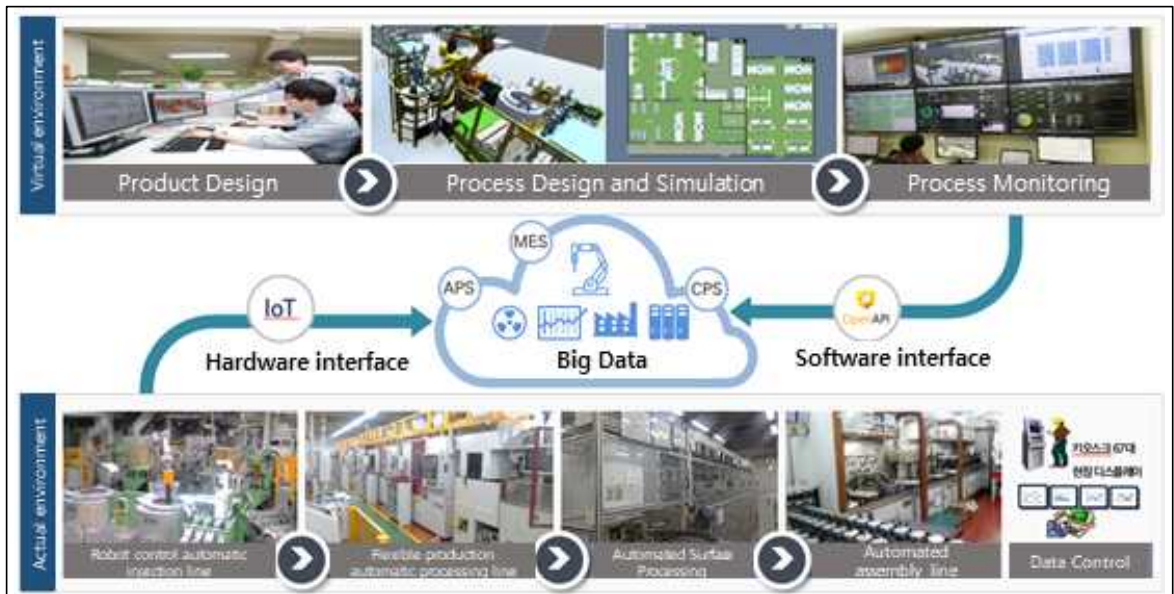 Virtual environment
Product Design
Process Design and Simulation
Process Monitoring
MES
APS
CPS
IoT
OpenAPI
Hardware interface
Big Data
Software interface
Actual environment
Robot control automatic
injection line
Flexible production
automatic processing line
Automated Surface
Processing
Automated
assembly line
키오스크 67대
현장 디스플레이
Data Control